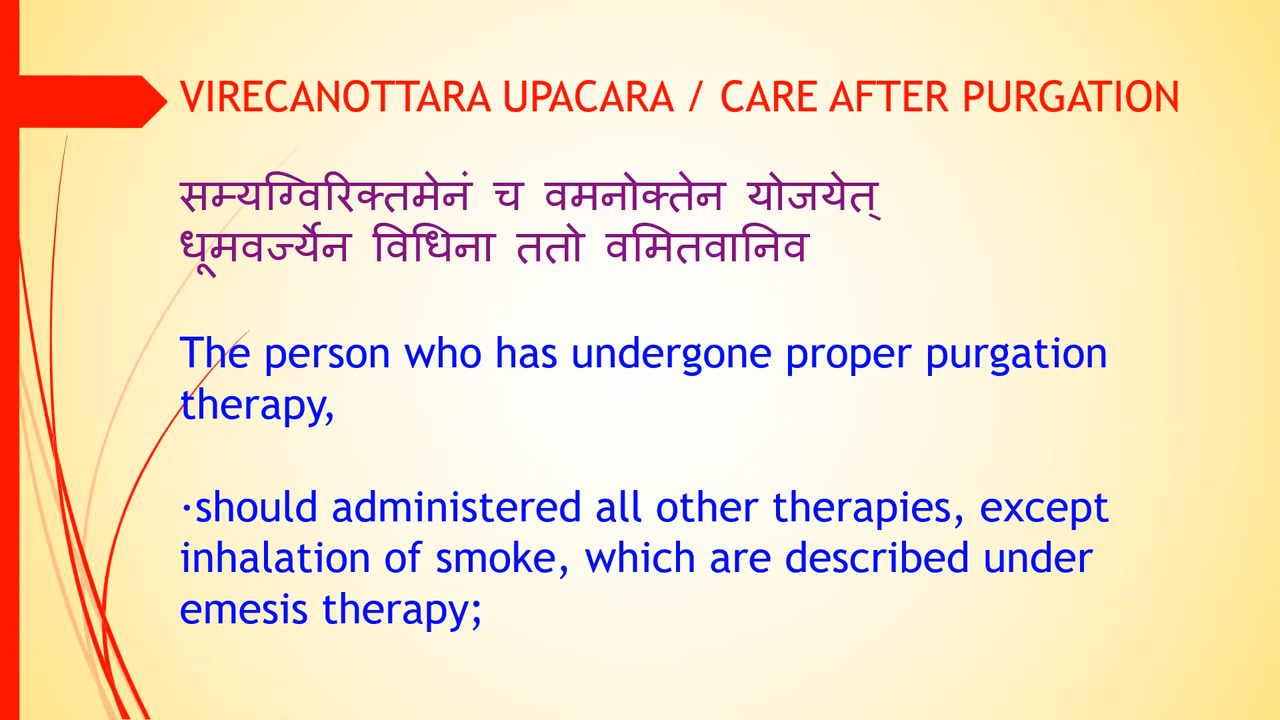 VIRECANOTTARA UPACARA / CARE AFTER PURGATION
सम्यग्विरिक्तमेनं च वमनोक्तेन योजयेत्
धूमवर्ज्येन विधिना ततो वमितवानिव
The person who has undergone proper purgation
therapy,
·should administered all other therapies, except
inhalation of smoke, which are described under
emesis therapy;